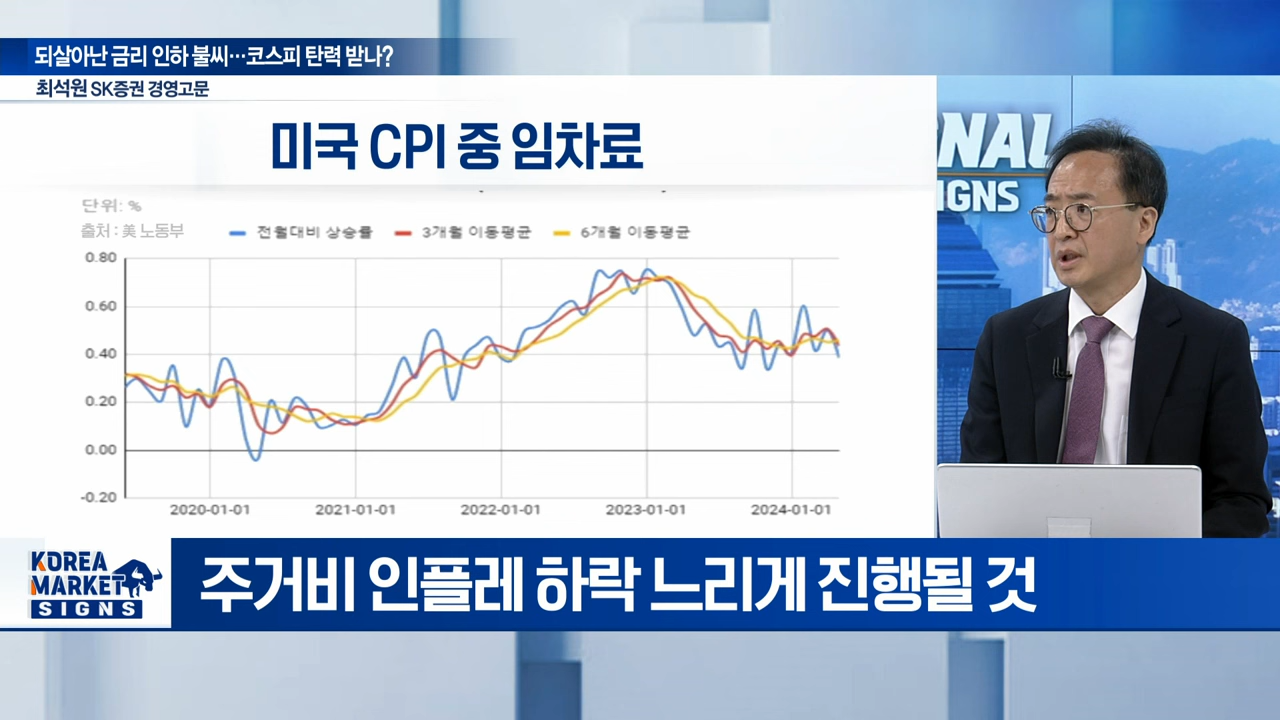 되살아난 금리 인하 불씨…코스피 탄력 받나?
최석원 SK증권 경영고문
미국 CPI 중 임차료
단위: %
출처 : 美 노동부
전월대비 상승률 3개월 이동평균 6개월 이동평균
0.80
0.60
0.40
0.20
0.00
-0.20
2020-01-01 2021-01-01 2022-01-01 2023-01-01 2024-01-01
NAL
IGNS
KOREA
MARKET
SIGNS
주거비 인플레 하락 느리게 진행될 것